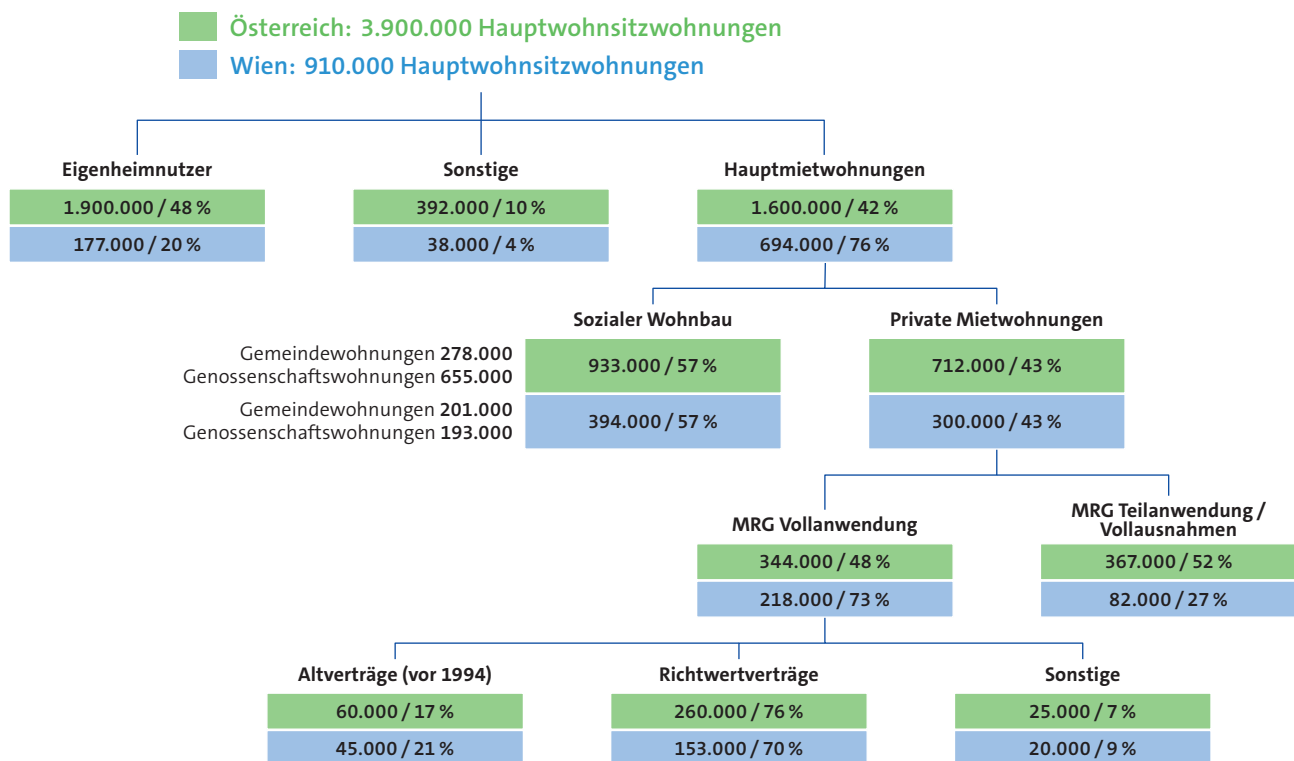 Österreich: 3.900.000 Hauptwohnsitzwohnungen
Wien: 910.000 Hauptwohnsitzwohnungen
Eigenheimnutzer
1.900.000 / 48 %
177.000 / 20 %
Sonstige
392.000 / 10 %
38.000 / 4 %
Hauptmietwohnungen
1.600.000 / 42 %
694.000 / 76 %
Sozialer Wohnbau
Gemeindewohnungen 278.000
Genossenschaftswohnungen 655.000
933.000 / 57 %
Gemeindewohnungen 201.000
Genossenschaftswohnungen 193.000
394.000 / 57 %
Private Mietwohnungen
712.000 / 43 %
300.000 / 43 %
MRG Vollanwendung
344.000 / 48 %
218.000 / 73 %
MRG Teilanwendung /
Vollausnahmen
367.000 / 52 %
82.000 / 27 %
Altverträge (vor 1994)
60.000 / 17 %
45.000 / 21 %
Richtwertverträge
260.000 / 76 %
153.000 / 70 %
Sonstige
25.000 / 7 %
20.000 / 9 %